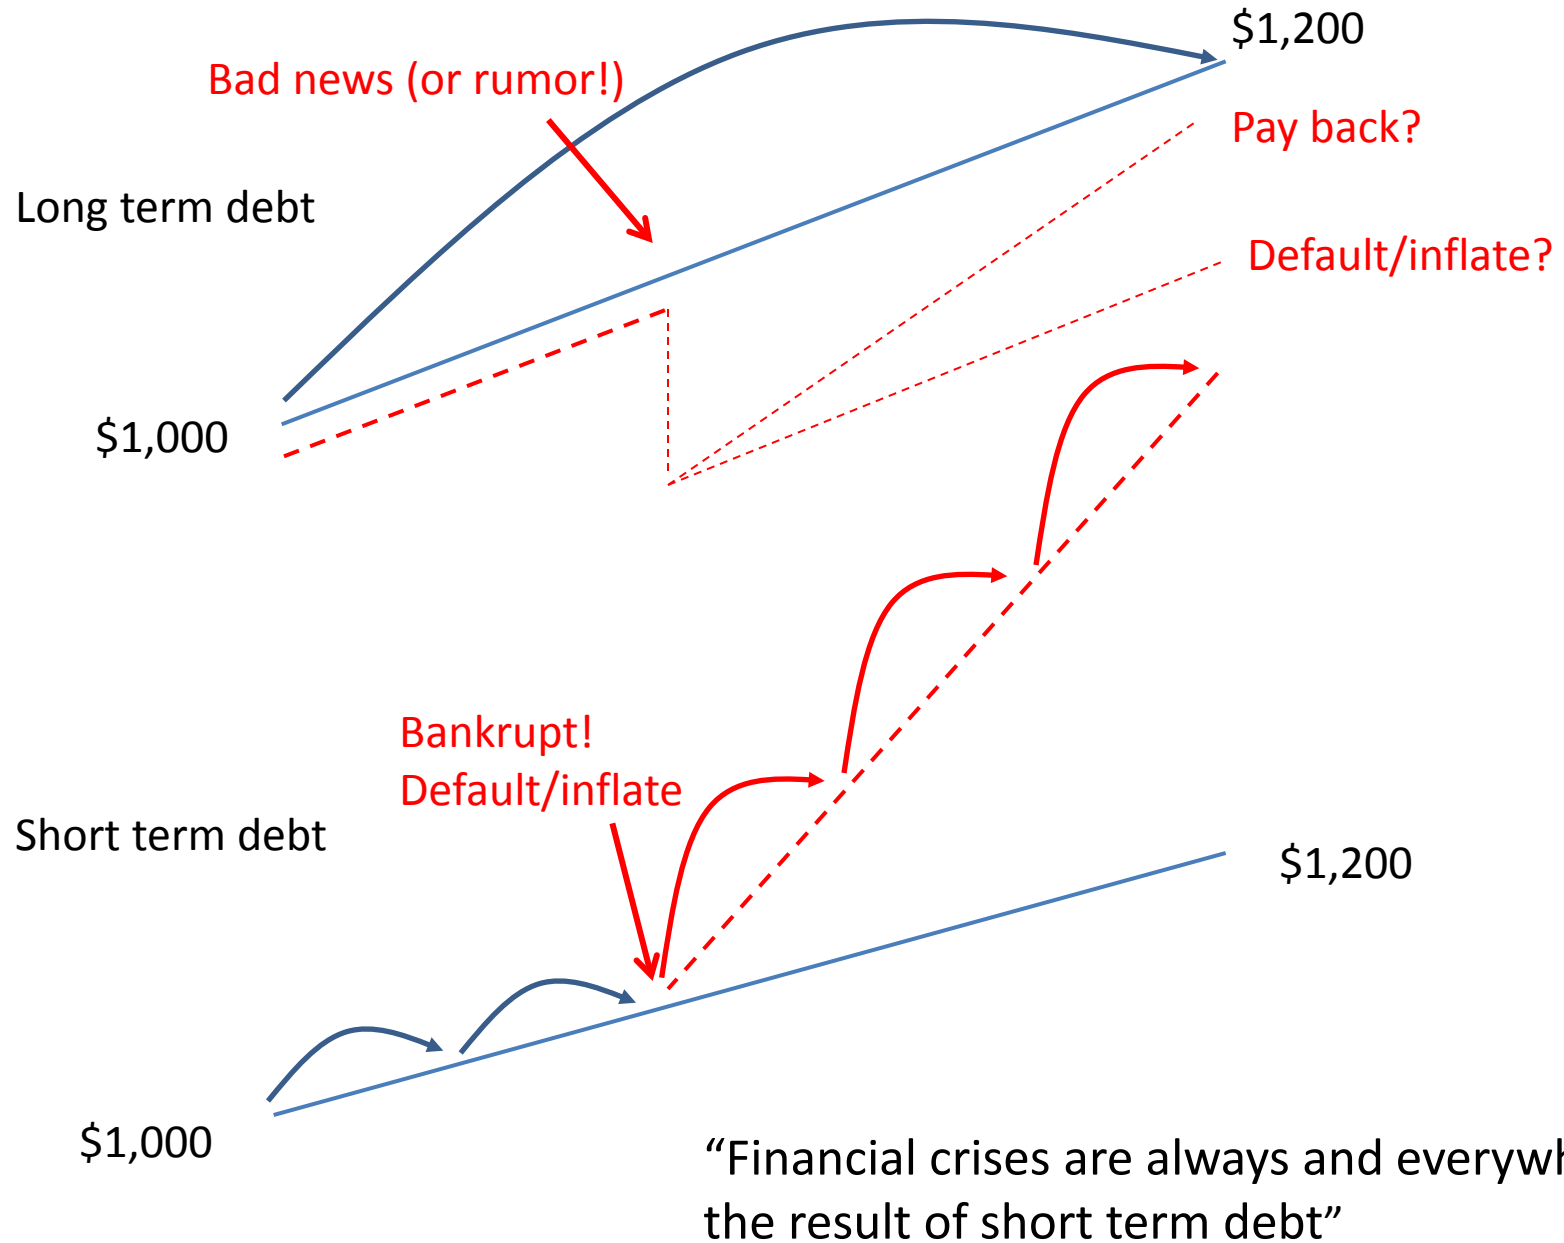 $1,200
Bad news (or rumor!)
Pay back?
Long term debt
Default/inflate?
$1,000
Bankrupt!
Default/inflate
Short term debt
$1,200
$1,000
“Financial crises are always and
the result of short term debt”